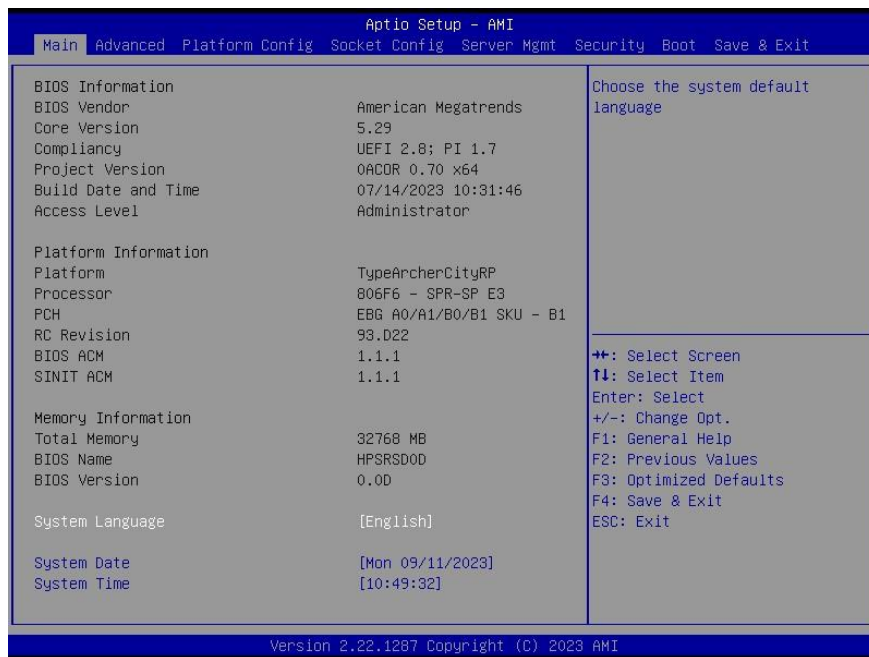 Aptio Setup - AMI
Main Advanced Platform Config Socket Config Server Mgmt Security Boot Save & Exit
BIOS Information
BIOS Vendor American Megatrends
Core Version 5.29
Compliancy UEFI 2.8; PI 1.7
Project Version 0ACOR 0.70 x64
Build Date and Time 07/14/2023 10:31:46
Access Level Administrator
Platform Information
Platform TypeArcherCityRP
Processor 806F6 - SPR-SP E3
PCH EBG A0/A1/B0/B1 SKU - B1
RC Revision 93.D22
BIOS ACM 1.1.1
SINIT ACM 1.1.1
Memory Information
Total Memory 32768 MB
BIOS Name HPSRSD0D
BIOS Version 0.0D
System Language [English]
System Date [Mon 09/11/2023]
System Time [10:49:32]
Choose the system default
language
→←: Select Screen
↑↓: Select Item
Enter: Select
+/-: Change Opt.
F1: General Help
F2: Previous Values
F3: Optimized Defaults
F4: Save & Exit
ESC: Exit
Version 2.22.1287 Copyright (C) 2023 AMI